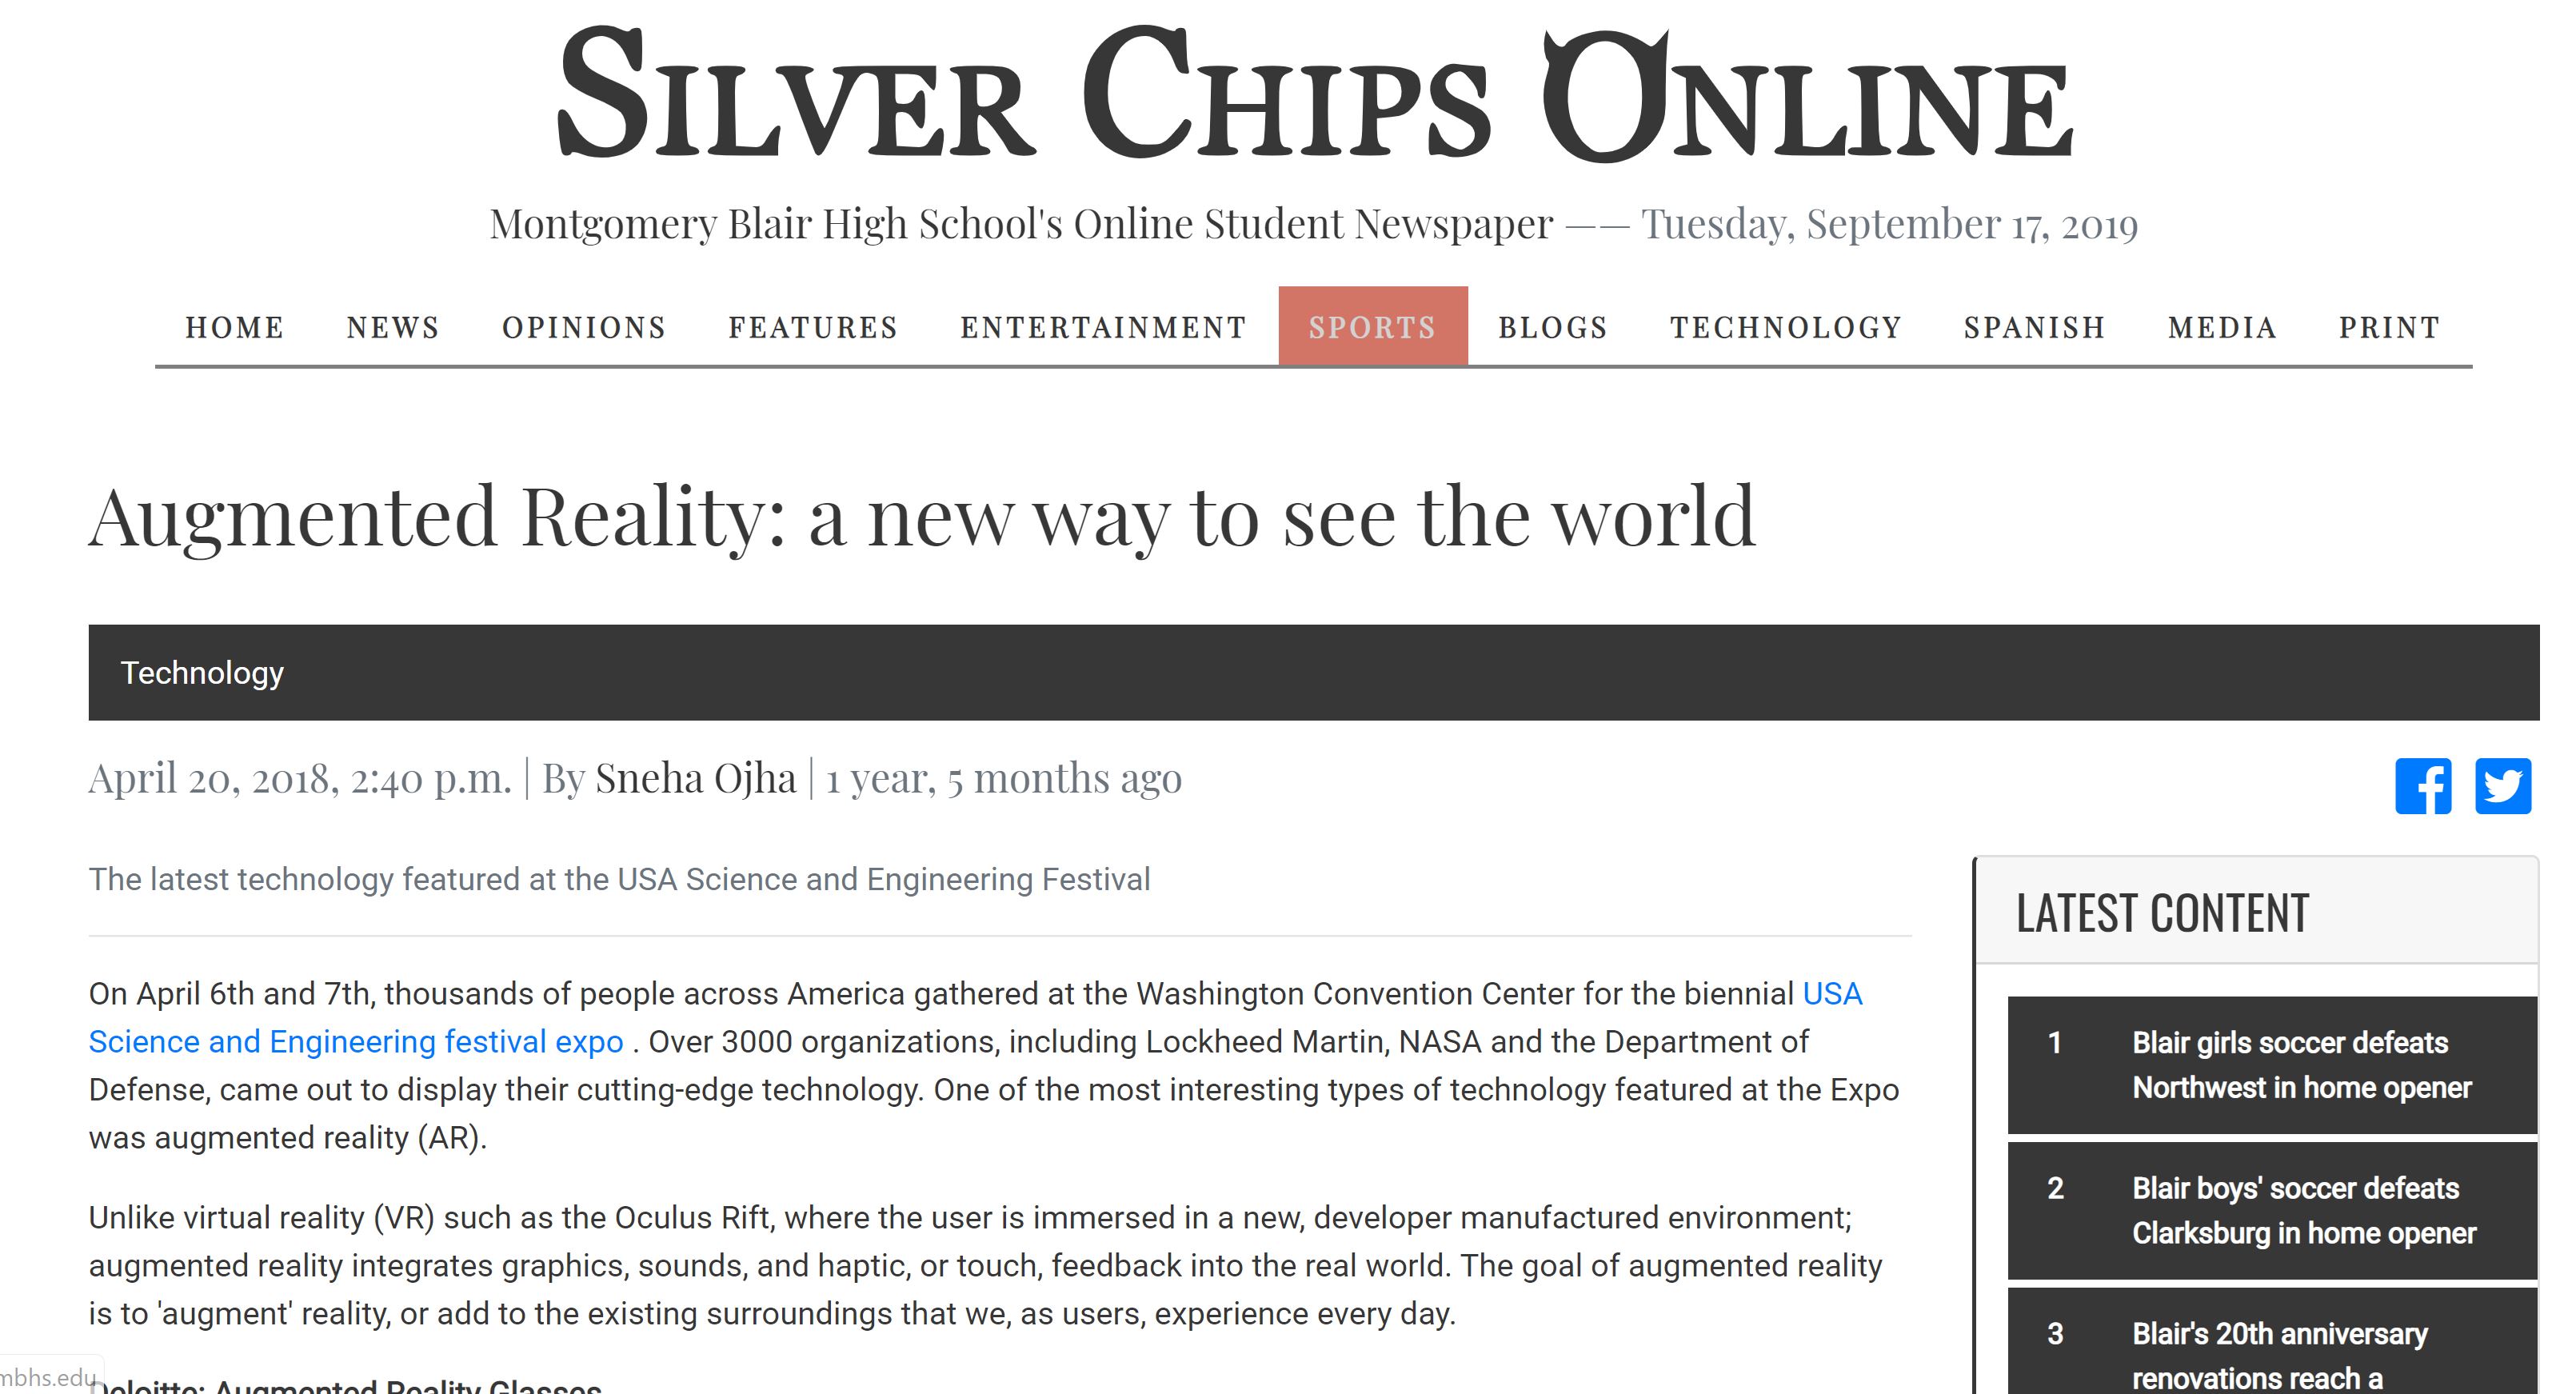 SILVER CHIPS ONLINE
Montgomery Blair High School's Online Student Newspaper —— Tuesday, September 17, 2019
HOME NEWS OPINIONS FEATURES ENTERTAINMENT SPORTS BLOGS TECHNOLOGY SPANISH MEDIA PRINT
Augmented Reality: a new way to see the world
Technology
April 20, 2018, 2:40 p.m. | By Sneha Ojha | 1 year, 5 months ago
The latest technology featured at the USA Science and Engineering Festival
On April 6th and 7th, thousands of people across America gathered at the Washington Convention Center for the biennial USA
Science and Engineering festival expo . Over 3000 organizations, including Lockheed Martin, NASA and the Department of
Defense, came out to display their cutting-edge technology. One of the most interesting types of technology featured at the Expo
was augmented reality (AR).
Unlike virtual reality (VR) such as the Oculus Rift, where the user is immersed in a new, developer manufactured environment;
augmented reality integrates graphics, sounds, and haptic, or touch, feedback into the real world. The goal of augmented reality
is to 'augment' reality, or add to the existing surroundings that we, as users, experience every day.
Deloitte: Augmented Reality Glasses
mbhs.edu
LATEST CONTENT
1 Blair girls soccer defeats
Northwest in home opener
2 Blair boys' soccer defeats
Clarksburg in home opener
3 Blair's 20th anniversary
renovations reach a